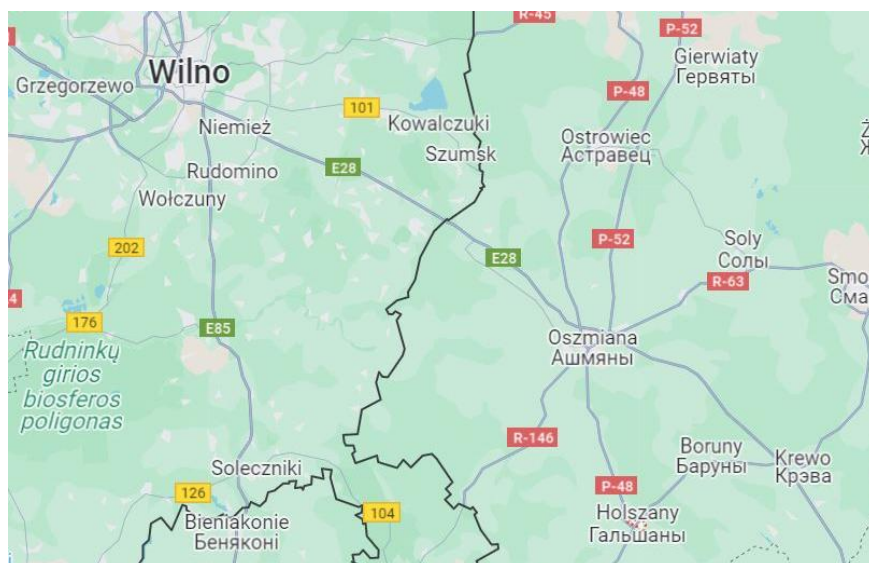 R-45
P-52
Gierwiaty
Гервяты
Wilno
Grzegorzewo
P-48
101
Kowalczuki
Niemież
Ostrowiec
Астравец
Szumsk
E28
Rudomino
Wołczuny
202
P-52
Soly
Солы
E28
R-63
Smo
Сма
4
176
E85
Oszmiana
Ашмяны
Rudninkų
girios
biosferos
poligonas
R-146
Boruny
Баруны
Krewo
Крэва
Soleczniki
126
P-48
104
Holszany
Гальшаны
Bieniakonie
Беняконі